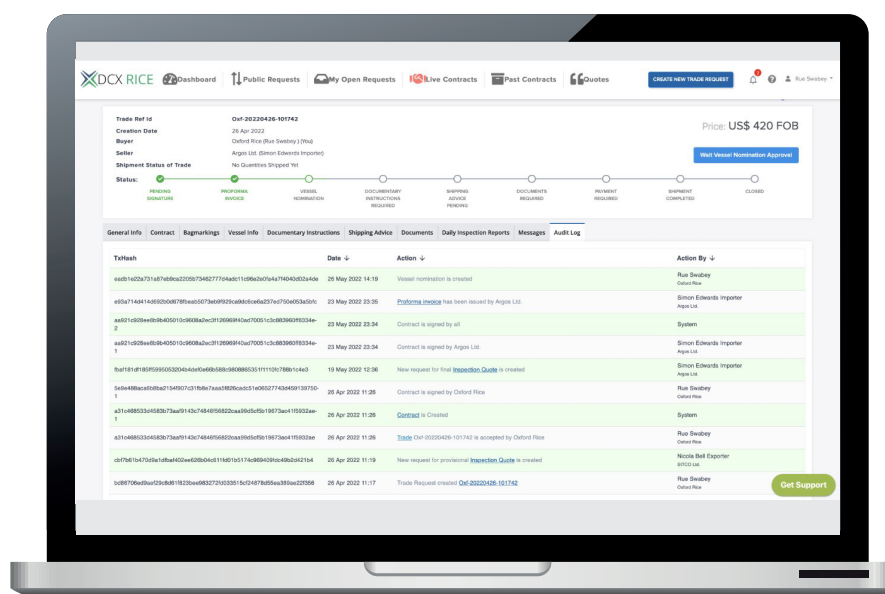 DCX RICE
Dashboard
Public Requests
My Open Requests
Live Contracts
Past Contracts
Quotes
CREATE NEW TRADE REQUEST
Rue Swabey
Trade Ref Id Oxf-20220426-101742
Creation Date 26 Apr 2022
Buyer Oxford Rice (Rue Swabey ) (You)
Seller Argos Ltd. (Simon Edwards Importer)
Shipment Status of Trade No Quantities Shipped Yet
Price: US$ 420 FOB
Wait Vessel Nomination Approval
Status:
PENDING SIGNATURE
PROFORMA INVOICE
VESSEL NOMINATION
DOCUMENTARY INSTRUCTIONS REQUIRED
SHIPPING ADVICE PENDING
DOCUMENTS REQUIRED
PAYMENT REQUIRED
SHIPMENT COMPLETED
CLOSED
General Info Contract Bagmarkings Vessel Info Documentary Instructions Shipping Advice Documents Daily Inspection Reports Messages Audit Log
TxHash Date Action Action By
26 May 2022 14:19 Vessel nomination is created Rue Swabey
Oxford Rice
23 May 2022 23:35 Proforma invoice has been issued by Argos Ltd. Simon Edwards Importer
Argos Ltd.
23 May 2022 23:34 Contract is signed by all System
23 May 2022 23:34 Contract is signed by Argos Ltd. Simon Edwards Importer
Argos Ltd.
19 May 2022 12:36 New request for final Inspection Quote is created Simon Edwards Importer
Argos Ltd.
26 Apr 2022 11:26 Contract is signed by Oxford Rice Rue Swabey
Oxford Rice
26 Apr 2022 11:26 Contract is Created System
26 Apr 2022 11:26 Trade Oxf-20220426-101742 is accepted by Oxford Rice Rue Swabey
Oxford Rice
26 Apr 2022 11:19 New request for provisional Inspection Quote is created Nicola Bell Exporter
SITCO Ltd.
26 Apr 2022 11:17 Trade Request created Oxf-20220426-101742 Rue Swabey
Oxford Rice
Get Support